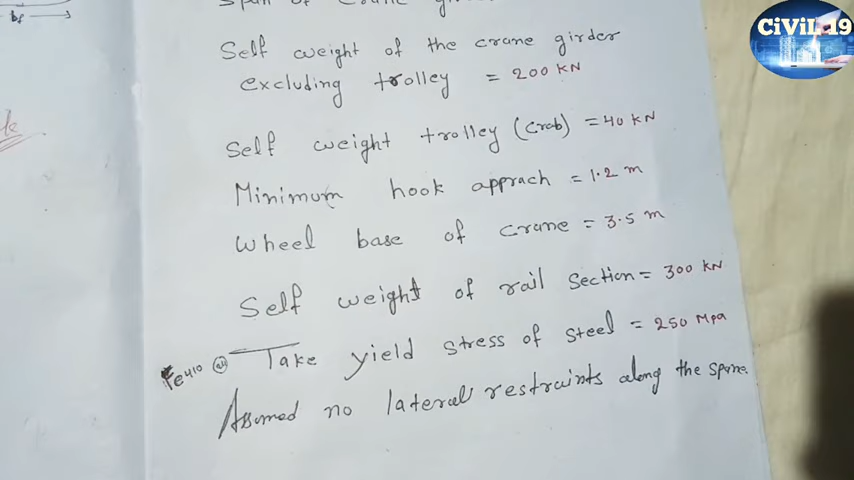 CiViL 19
bf
Self weight of the crane girder
excluding trolley = 200 KN
Self weight trolley (crab) = 40 KN
Minimum hook apprach = 1.2 m
Wheel base of crane = 3.5 m
Self weight of rail section = 300 KN
Fe410 @ Take yield stress of steel = 250 Mpa
Assumed no lateral restraints along the span.